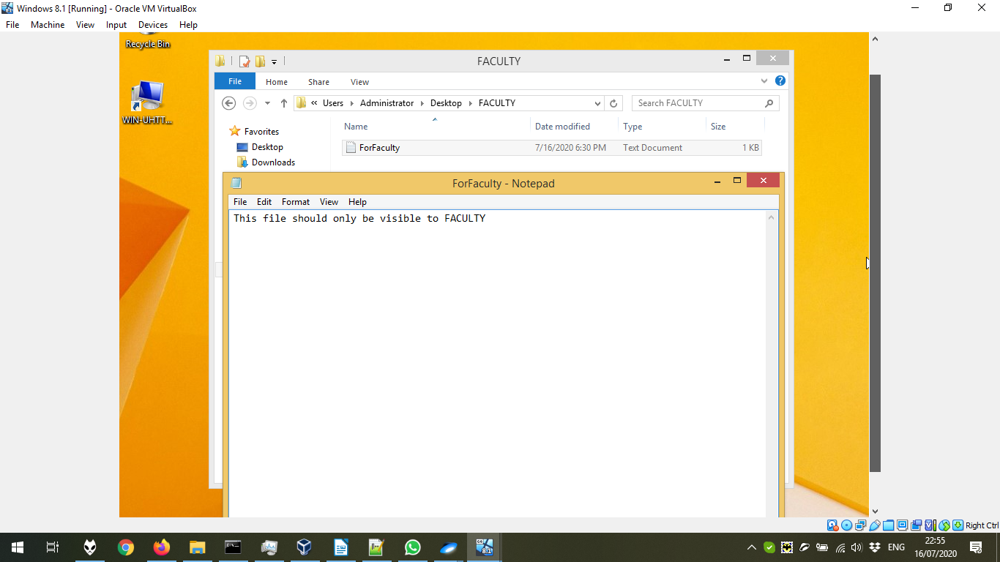 Windows 8.1 [Running] - Oracle VM VirtualBox
File Machine View Input Devices Help
Recycle Bin
WIN-UHTT...
FACULTY
File Home Share View
« Users Administrator Desktop FACULTY
Search FACULTY
Favorites
Desktop
Downloads
Name Date modified Type Size
ForFaculty 7/16/2020 6:30 PM Text Document 1 KB
ForFaculty - Notepad
File Edit Format View Help
This file should only be visible to FACULTY
Right Ctrl
ENG
22:55
16/07/2020